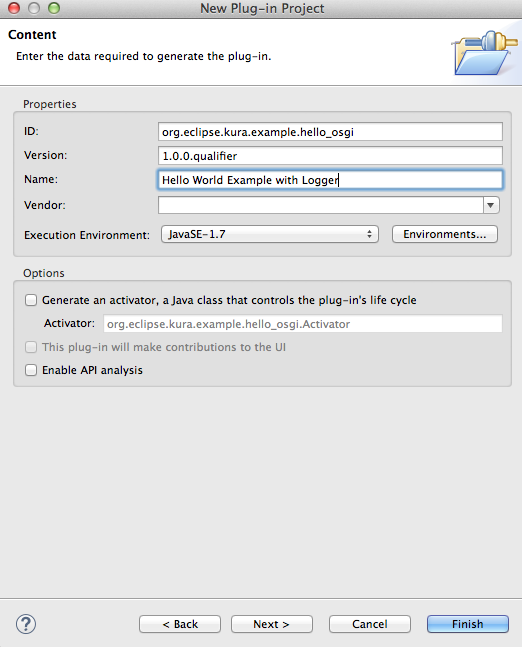 New Plug-in Project
Content
Enter the data required to generate the plug-in.
Properties
ID: org.eclipse.kura.example.hello_osgi
Version: 1.0.0.qualifier
Name: Hello World Example with Logger
Vendor:
Execution Environment: JavaSE-1.7 Environments...
Options
Generate an activator, a Java class that controls the plug-in's life cycle
Activator: org.eclipse.kura.example.hello_osgi.Activator
This plug-in will make contributions to the UI
Enable API analysis
? < Back Next > Cancel Finish